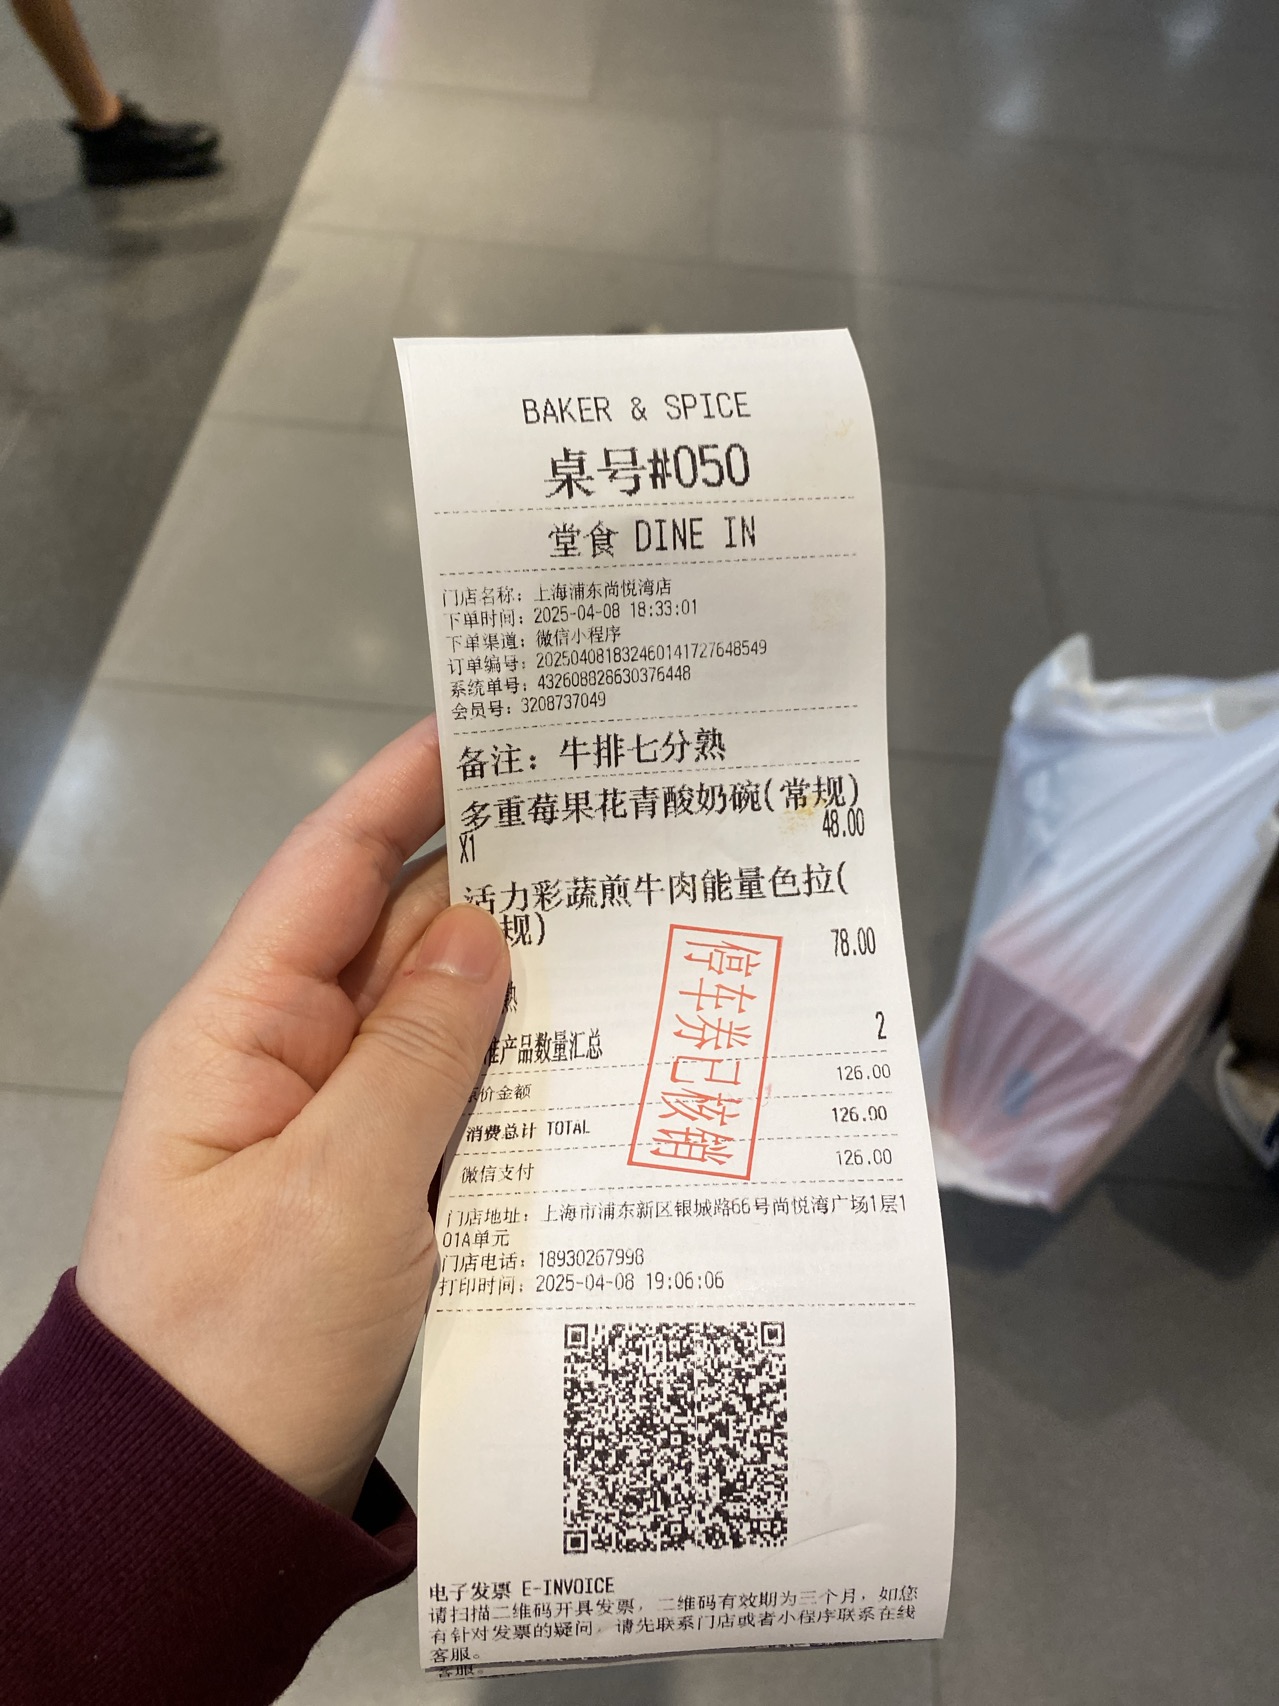 BAKER & SPICE
桌号#050
堂食 DINE IN
门店名称：上海浦东尚悦湾店
下单时间：2025-04-08 18:33:01
下单渠道：微信小程序
订单编号：202504081832460141727648549
系统单号：432608828630376448
会员号：3208737049
备注：牛排七分熟
多重莓果花青酸奶碗(常规)
X1 48.00
活力彩蔬煎牛肉能量色拉(
规) 78.00
熟
产品数量汇总 2
价金额 126.00
消费总计 TOTAL 126.00
微信支付 126.00
停车券已核销
门店地址：上海市浦东新区银城路66号尚悦湾广场1层1
01A单元
门店电话：18930267998
打印时间：2025-04-08 19:06:06
电子发票 E-INVOICE
请扫描二维码开具发票，二维码有效期为三个月，如您
有针对发票的疑问，请先联系门店或者小程序联系在线
客服。
客服。